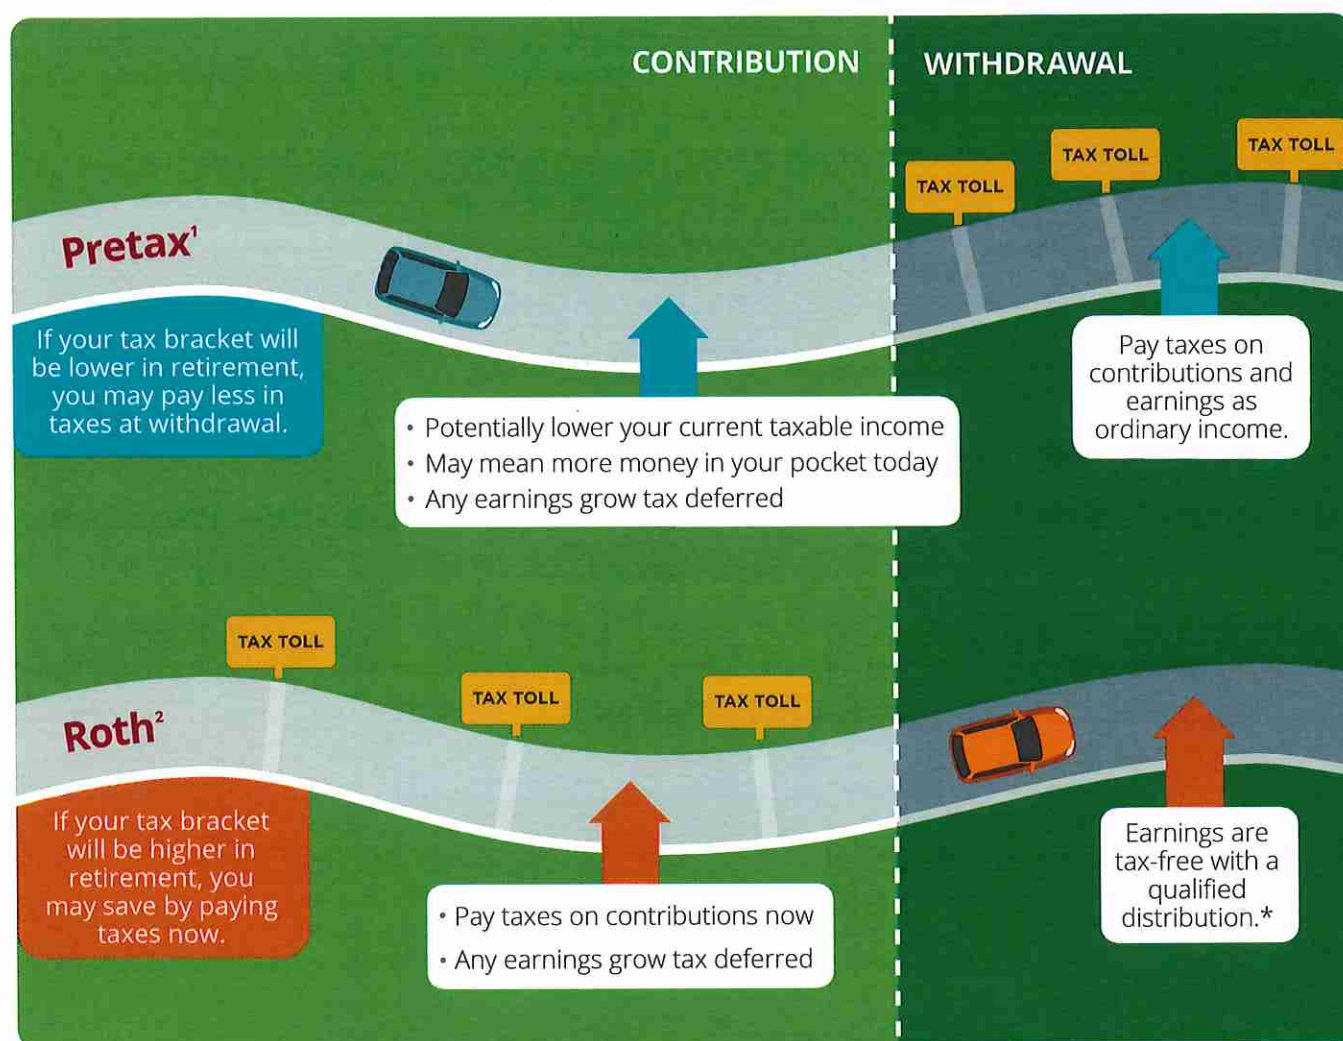 CONTRIBUTION
WITHDRAWAL
TAX TOLL
TAX TOLL
TAX TOLL
Pretax¹
If your tax bracket will
be lower in retirement,
you may pay less in
taxes at withdrawal.
• Potentially lower your current taxable income
• May mean more money in your pocket today
• Any earnings grow tax deferred
Pay taxes on
contributions and
earnings as
ordinary income.
TAX TOLL
TAX TOLL
TAX TOLL
Roth²
If your tax bracket
will be higher in
retirement, you
may save by paying
taxes now.
• Pay taxes on contributions now
• Any earnings grow tax deferred
Earnings are
tax-free with a
qualified
distribution.*